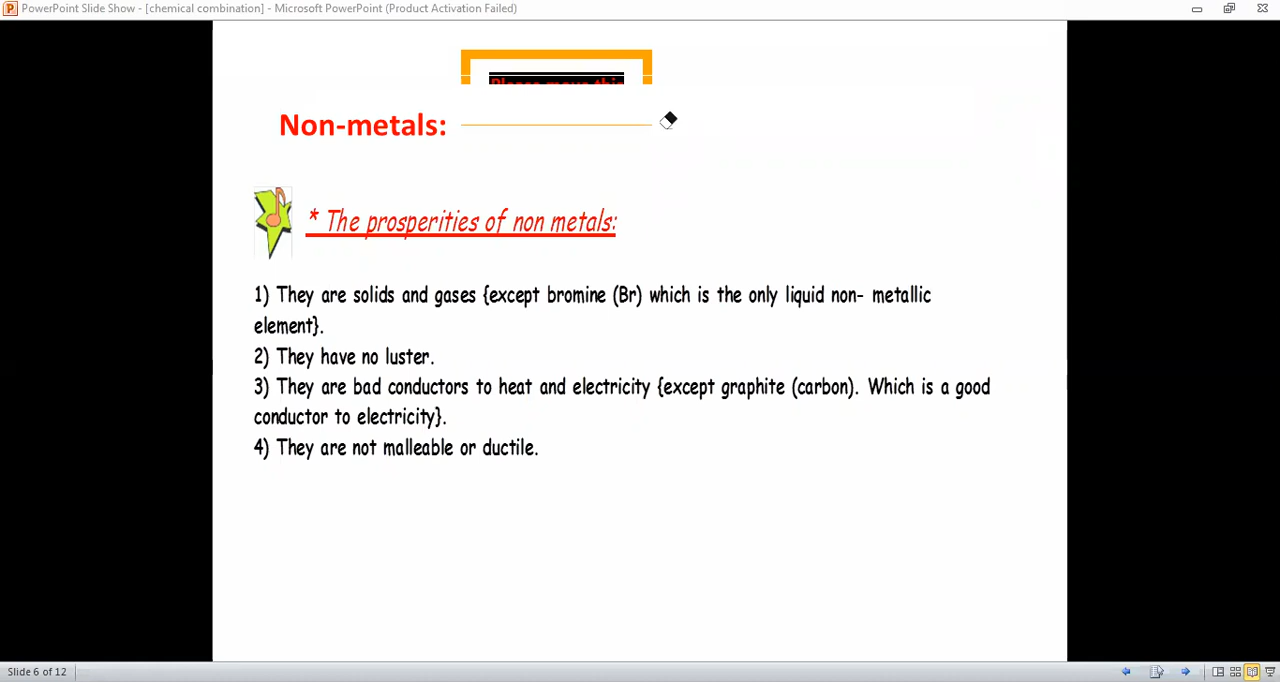 PowerPoint Slide Show - [chemical combination] - Microsoft PowerPoint (Product Activation Failed)
Please move this
Non-metals:
* The prosperities of non metals:
1) They are solids and gases {except bromine (Br) which is the only liquid non- metallic
element}.
2) They have no luster.
3) They are bad conductors to heat and electricity {except graphite (carbon). Which is a good
conductor to electricity}.
4) They are not malleable or ductile.
Slide 6 of 12